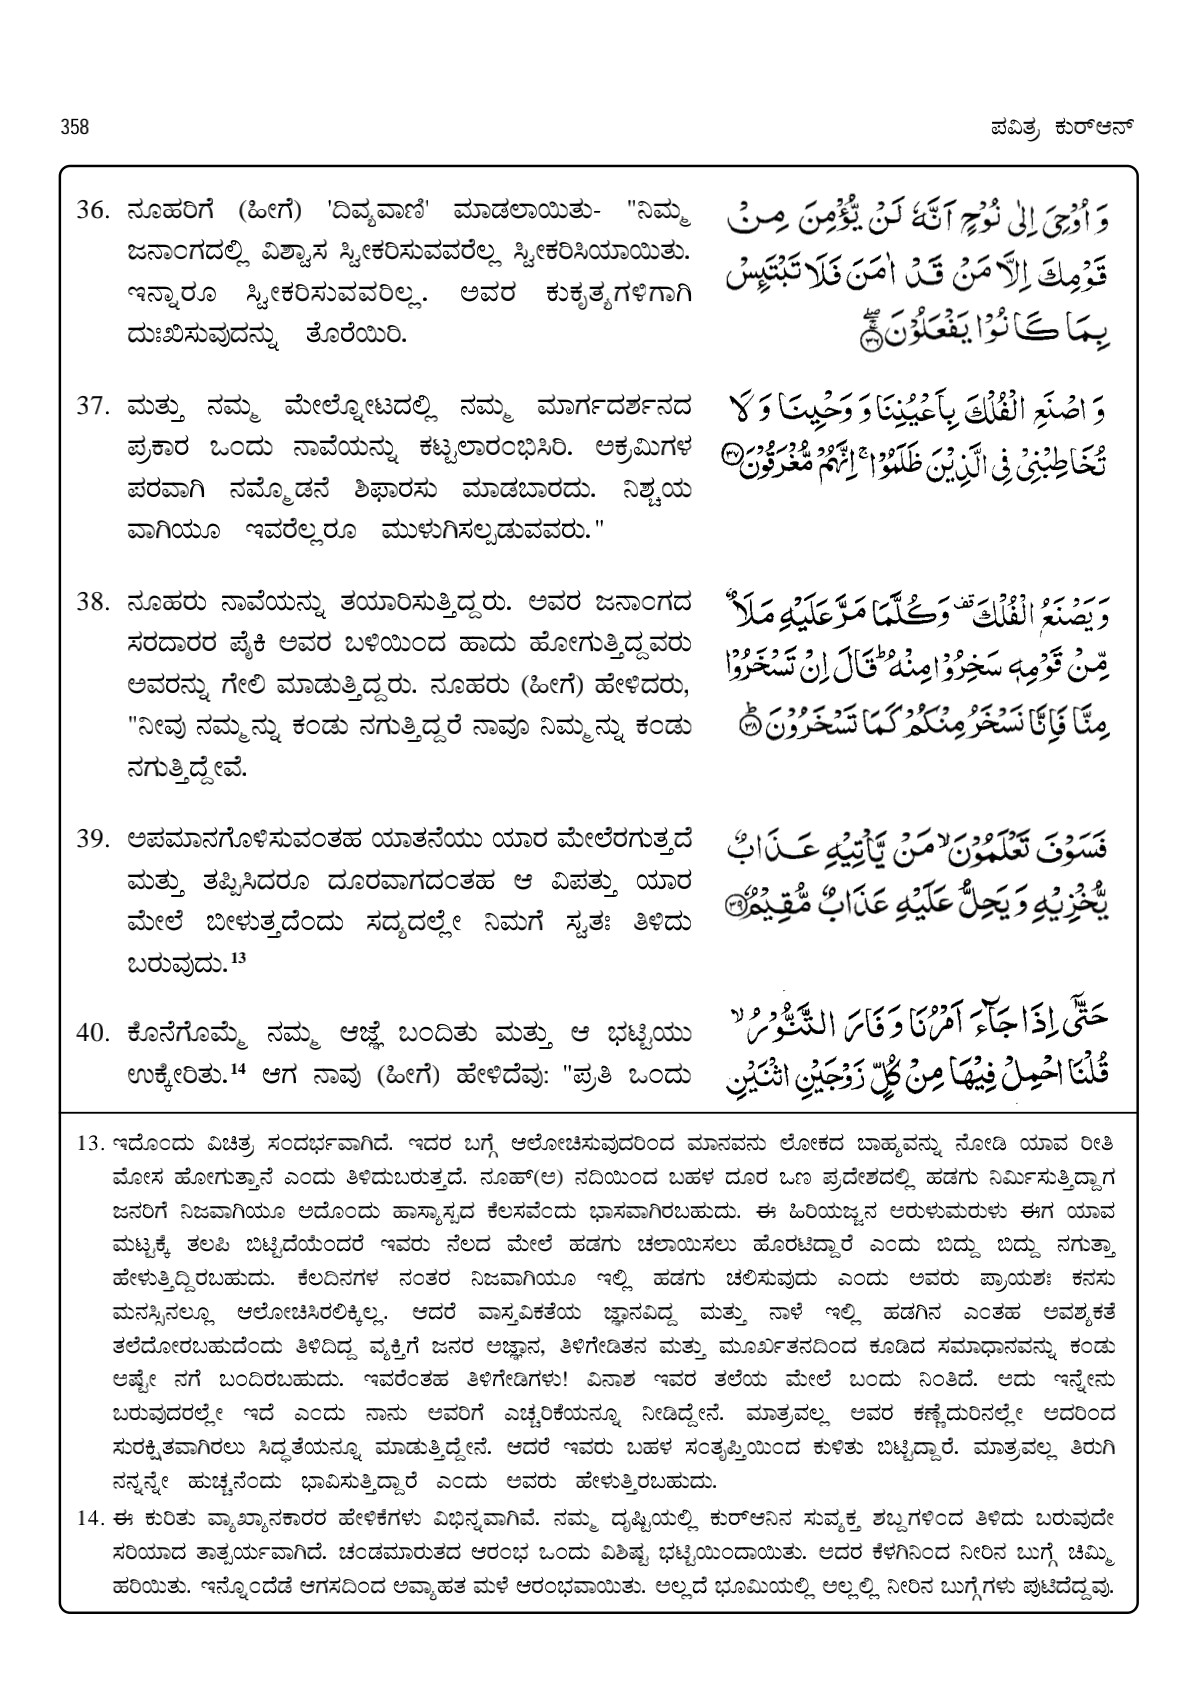 358
ಪವಿತ್ರ ಕುರ್‌ಆನ್
36. ನೂಹರಿಗೆ (ಹೀಗೆ) 'ದಿವ್ಯವಾಣಿ' ಮಾಡಲಾಯಿತು- "ನಿಮ್ಮ
ಜನಾಂಗದಲ್ಲಿ ವಿಶ್ವಾಸ ಸ್ವೀಕರಿಸುವವರೆಲ್ಲ ಸ್ವೀಕರಿಸಿಯಾಯಿತು.
ಇನ್ನಾರೂ ಸ್ವೀಕರಿಸುವವರಿಲ್ಲ. ಅವರ ಕುಕೃತ್ಯಗಳಿಗಾಗಿ
ದುಃಖಿಸುವುದನ್ನು ತೊರೆಯಿರಿ.
وَ اُوْحِیَ اِلٰی نُوْحٍ اَنَّهٗ لَنْ یُّؤْمِنَ مِنْ
قَوْمِكَ اِلَّا مَنْ قَدْ اٰمَنَ فَلَا تَبْتَىِٕسْ
بِمَا كَانُوْا یَفْعَلُوْنَ ﴿۳۶﴾
37. ಮತ್ತು ನಮ್ಮ ಮೇಲ್ನೋಟದಲ್ಲಿ ನಮ್ಮ ಮಾರ್ಗದರ್ಶನದ
ಪ್ರಕಾರ ಒಂದು ನಾವೆಯನ್ನು ಕಟ್ಟಲಾರಂಭಿಸಿರಿ. ಅಕ್ರಮಿಗಳ
ಪರವಾಗಿ ನಮ್ಮೊಡನೆ ಶಿಫಾರಸು ಮಾಡಬಾರದು. ನಿಶ್ಚಯ
ವಾಗಿಯೂ ಇವರೆಲ್ಲರೂ ಮುಳುಗಿಸಲ್ಪಡುವವರು."
وَ اصْنَعِ الْفُلْكَ بِاَعْیُنِنَا وَ وَحْیِنَا وَ لَا
تُخَاطِبْنِیْ فِی الَّذِیْنَ ظَلَمُوْا ۚ اِنَّهُمْ مُّغْرَقُوْنَ ﴿۳۷﴾
38. ನೂಹರು ನಾವೆಯನ್ನು ತಯಾರಿಸುತ್ತಿದ್ದರು. ಅವರ ಜನಾಂಗದ
ಸರದಾರರ ಪೈಕಿ ಅವರ ಬಳಿಯಿಂದ ಹಾದು ಹೋಗುತ್ತಿದ್ದವರು
ಅವರನ್ನು ಗೇಲಿ ಮಾಡುತ್ತಿದ್ದರು. ನೂಹರು (ಹೀಗೆ) ಹೇಳಿದರು,
"ನೀವು ನಮ್ಮನ್ನು ಕಂಡು ನಗುತ್ತಿದ್ದರೆ ನಾವೂ ನಿಮ್ಮನ್ನು ಕಂಡು
ನಗುತ್ತಿದ್ದೇವೆ.
وَ یَصْنَعُ الْفُلْكَ ۫ وَ كُلَّمَا مَرَّ عَلَیْهِ مَلَاٌ
مِّنْ قَوْمِهٖ سَخِرُوْا مِنْهُ ؕ قَالَ اِنْ تَسْخَرُوْا
مِنَّا فَاِنَّا نَسْخَرُ مِنْكُمْ كَمَا تَسْخَرُوْنَ ؕ ﴿۳۸﴾
39. ಅಪಮಾನಗೊಳಿಸುವಂತಹ ಯಾತನೆಯು ಯಾರ ಮೇಲೆರಗುತ್ತದೆ
ಮತ್ತು ತಪ್ಪಿಸಿದರೂ ದೂರವಾಗದಂತಹ ಆ ವಿಪತ್ತು ಯಾರ
ಮೇಲೆ ಬೀಳುತ್ತದೆಂದು ಸದ್ಯದಲ್ಲೇ ನಿಮಗೆ ಸ್ವತಃ ತಿಳಿದು
ಬರುವುದು.13
فَسَوْفَ تَعْلَمُوْنَ ۙ مَنْ یَّاْتِیْهِ عَذَابٌ
یُّخْزِیْهِ وَ یَحِلُّ عَلَیْهِ عَذَابٌ مُّقِیْمٌ ﴿۳۹﴾
40. ಕೊನೆಗೊಮ್ಮೆ ನಮ್ಮ ಆಜ್ಞೆ ಬಂದಿತು ಮತ್ತು ಆ ಭಟ್ಟಿಯು
ಉಕ್ಕೇರಿತು.14 ಆಗ ನಾವು (ಹೀಗೆ) ಹೇಳಿದೆವು: "ಪ್ರತಿ ಒಂದು
حَتّٰۤی اِذَا جَآءَ اَمْرُنَا وَ فَارَ التَّنُّوْرُ ۙ
قُلْنَا احْمِلْ فِیْهَا مِنْ كُلٍّ زَوْجَیْنِ اثْنَیْنِ
13. ಇದೊಂದು ವಿಚಿತ್ರ ಸಂದರ್ಭವಾಗಿದೆ. ಇದರ ಬಗ್ಗೆ ಆಲೋಚಿಸುವುದರಿಂದ ಮಾನವನು ಲೋಕದ ಬಾಹ್ಯವನ್ನು ನೋಡಿ ಯಾವ ರೀತಿ
ಮೋಸ ಹೋಗುತ್ತಾನೆ ಎಂದು ತಿಳಿದುಬರುತ್ತದೆ. ನೂಹ್(ಅ) ನದಿಯಿಂದ ಬಹಳ ದೂರ ಒಣ ಪ್ರದೇಶದಲ್ಲಿ ಹಡಗು ನಿರ್ಮಿಸುತ್ತಿದ್ದಾಗ
ಜನರಿಗೆ ನಿಜವಾಗಿಯೂ ಅದೊಂದು ಹಾಸ್ಯಾಸ್ಪದ ಕೆಲಸವೆಂದು ಭಾಸವಾಗಿರಬಹುದು. ಈ ಹಿರಿಯಜ್ಜನ ಅರುಳುಮರುಳು ಈಗ ಯಾವ
ಮಟ್ಟಕ್ಕೆ ತಲಪಿ ಬಿಟ್ಟಿದೆಯೆಂದರೆ ಇವರು ನೆಲದ ಮೇಲೆ ಹಡಗು ಚಲಾಯಿಸಲು ಹೊರಟಿದ್ದಾರೆ ಎಂದು ಬಿದ್ದು ಬಿದ್ದು ನಗುತ್ತಾ
ಹೇಳುತ್ತಿದ್ದಿರಬಹುದು. ಕೆಲದಿನಗಳ ನಂತರ ನಿಜವಾಗಿಯೂ ಇಲ್ಲಿ ಹಡಗು ಚಲಿಸುವುದು ಎಂದು ಅವರು ಪ್ರಾಯಶಃ ಕನಸು
ಮನಸ್ಸಿನಲ್ಲೂ ಆಲೋಚಿಸಿರಲಿಕ್ಕಿಲ್ಲ. ಆದರೆ ವಾಸ್ತವಿಕತೆಯ ಜ್ಞಾನವಿದ್ದ ಮತ್ತು ನಾಳೆ ಇಲ್ಲಿ ಹಡಗಿನ ಎಂತಹ ಅವಶ್ಯಕತೆ
ತಲೆದೋರಬಹುದೆಂದು ತಿಳಿದಿದ್ದ ವ್ಯಕ್ತಿಗೆ ಜನರ ಅಜ್ಞಾನ, ತಿಳಿಗೇಡಿತನ ಮತ್ತು ಮೂರ್ಖತನದಿಂದ ಕೂಡಿದ ಸಮಾಧಾನವನ್ನು ಕಂಡು
ಅಷ್ಟೇ ನಗೆ ಬಂದಿರಬಹುದು. ಇವರೆಂತಹ ತಿಳಿಗೇಡಿಗಳು! ವಿನಾಶ ಇವರ ತಲೆಯ ಮೇಲೆ ಬಂದು ನಿಂತಿದೆ. ಅದು ಇನ್ನೇನು
ಬರುವುದರಲ್ಲೇ ಇದೆ ಎಂದು ನಾನು ಅವರಿಗೆ ಎಚ್ಚರಿಕೆಯನ್ನೂ ನೀಡಿದ್ದೇನೆ. ಮಾತ್ರವಲ್ಲ ಅವರ ಕಣ್ಣೆದುರಿನಲ್ಲೇ ಅದರಿಂದ
ಸುರಕ್ಷಿತವಾಗಿರಲು ಸಿದ್ಧತೆಯನ್ನೂ ಮಾಡುತ್ತಿದ್ದೇನೆ. ಆದರೆ ಇವರು ಬಹಳ ಸಂತೃಪ್ತಿಯಿಂದ ಕುಳಿತು ಬಿಟ್ಟಿದ್ದಾರೆ. ಮಾತ್ರವಲ್ಲ ತಿರುಗಿ
ನನ್ನನ್ನೇ ಹುಚ್ಚನೆಂದು ಭಾವಿಸುತ್ತಿದ್ದಾರೆ ಎಂದು ಅವರು ಹೇಳುತ್ತಿರಬಹುದು.
14. ಈ ಕುರಿತು ವ್ಯಾಖ್ಯಾನಕಾರರ ಹೇಳಿಕೆಗಳು ವಿಭಿನ್ನವಾಗಿವೆ. ನಮ್ಮ ದೃಷ್ಟಿಯಲ್ಲಿ ಕುರ್‌ಆನಿನ ಸುವ್ಯಕ್ತ ಶಬ್ದಗಳಿಂದ ತಿಳಿದು ಬರುವುದೇ
ಸರಿಯಾದ ತಾತ್ಪರ್ಯವಾಗಿದೆ. ಚಂಡಮಾರುತದ ಆರಂಭ ಒಂದು ವಿಶಿಷ್ಟ ಭಟ್ಟಿಯಿಂದಾಯಿತು. ಅದರ ಕೆಳಗಿನಿಂದ ನೀರಿನ ಬುಗ್ಗೆ ಚಿಮ್ಮಿ
ಹರಿಯಿತು. ಇನ್ನೊಂದೆಡೆ ಆಗಸದಿಂದ ಅವ್ಯಾಹತ ಮಳೆ ಆರಂಭವಾಯಿತು. ಅಲ್ಲದೆ ಭೂಮಿಯಲ್ಲಿ ಅಲ್ಲಲ್ಲಿ ನೀರಿನ ಬುಗ್ಗೆಗಳು ಪುಟಿದೆದ್ದವು.